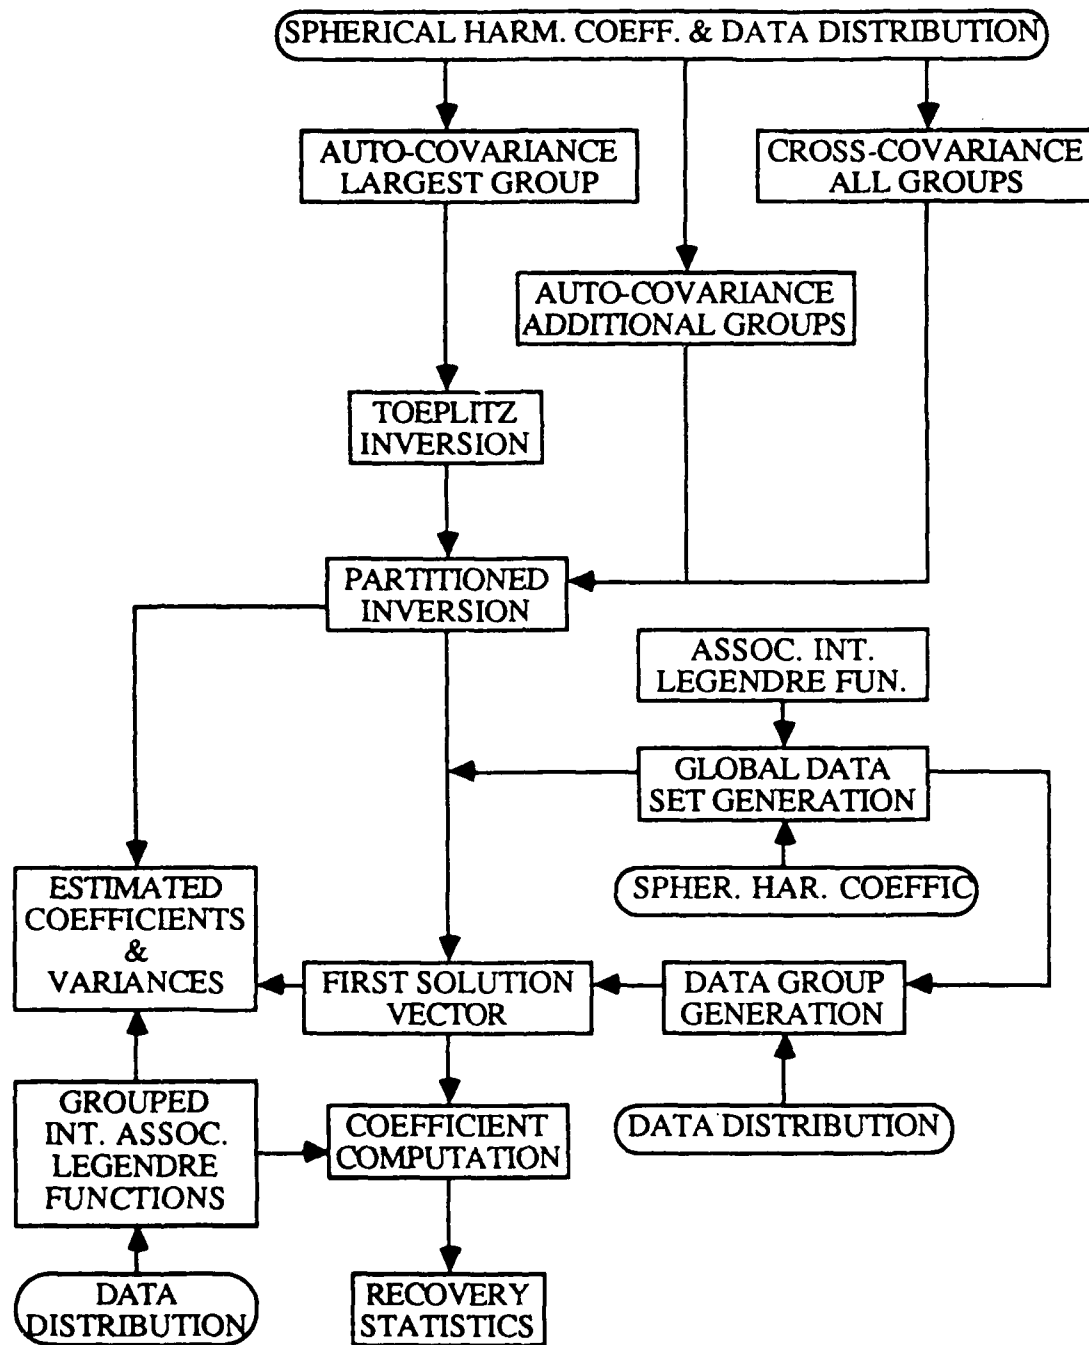 SPHERICAL HARM. COEFF. & DATA DISTRIBUTION
AUTO-COVARIANCE
LARGEST GROUP
CROSS-COVARIANCE
ALL GROUPS
AUTO-COVARIANCE
ADDITIONAL GROUPS
TOEPLITZ
INVERSION
PARTITIONED
INVERSION
ASSOC. INT.
LEGENDRE FUN.
GLOBAL DATA
SET GENERATION
SPHER. HAR. COEFFIC
ESTIMATED
COEFFICIENTS
&
VARIANCES
FIRST SOLUTION
VECTOR
DATA GROUP
GENERATION
GROUPED
INT. ASSOC.
LEGENDRE
FUNCTIONS
COEFFICIENT
COMPUTATION
DATA DISTRIBUTION
DATA
DISTRIBUTION
RECOVERY
STATISTICS